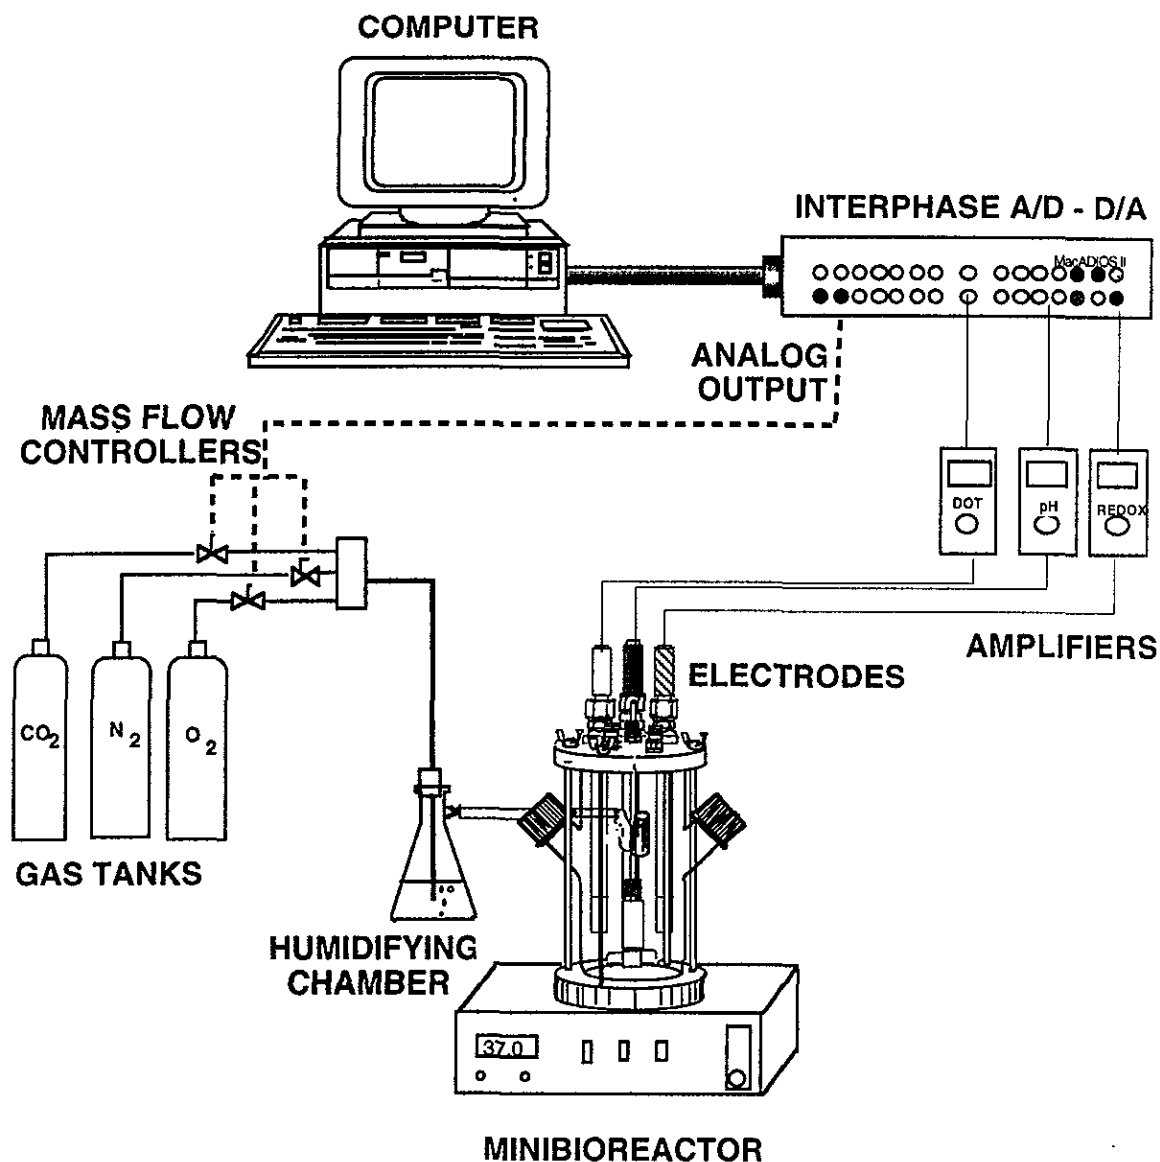 COMPUTER
INTERPHASE A/D - D/A
MacADIOS II
ANALOG
OUTPUT
MASS FLOW
CONTROLLERS
DOT
pH
REDOX
AMPLIFIERS
ELECTRODES
CO2
N2
O2
GAS TANKS
HUMIDIFYING
CHAMBER
37.0
MINIBIOREACTOR